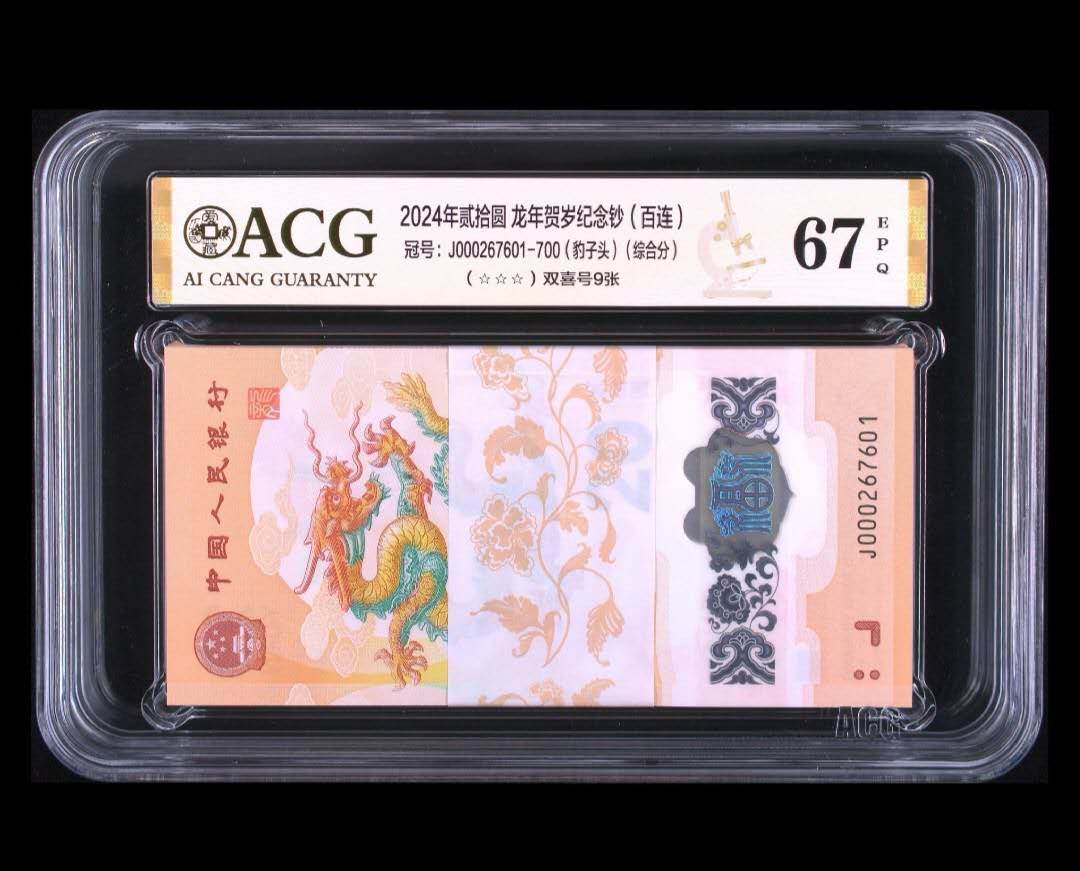 ACG
AI CANG GUARANTY
2024年贰拾圆 龙年贺岁纪念钞（百连）
冠号：J000267601-700（豹子头）（综合分）
（☆☆☆）双喜号9张
67
EPQ
中国人民银行
福
J000267601
ACG